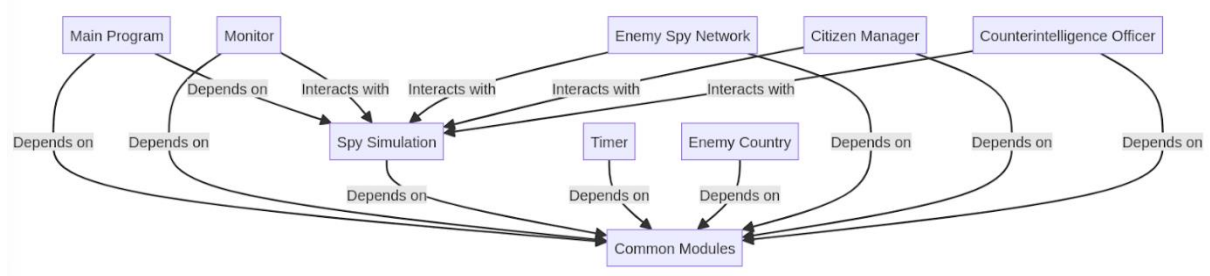 Main Program
Monitor
Enemy Spy Network
Citizen Manager
Counterintelligence Officer
Depends on
Interacts with
Interacts with
Interacts with
Interacts with
Depends on
Depends on
Spy Simulation
Timer
Enemy Country
Depends on
Depends on
Depends on
Depends on
Depends on
Depends on
Common Modules